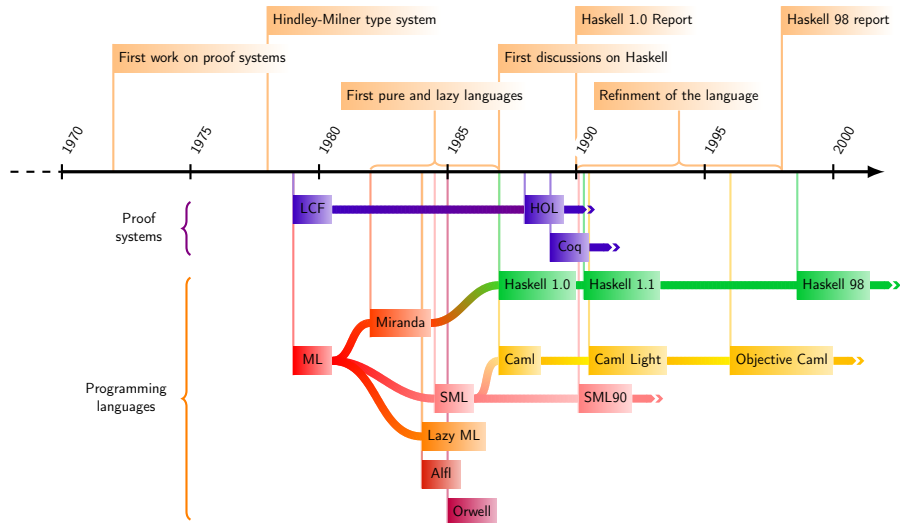 Hindley-Milner type system
Haskell 1.0 Report
Haskell 98 report
First work on proof systems
First discussions on Haskell
First pure and lazy languages
Refinment of the language
1970
1975
1980
1985
1990
1995
2000
Proof
systems
LCF
HOL
Coq
Haskell 1.0
Haskell 1.1
Haskell 98
Miranda
ML
Caml
Caml Light
Objective Caml
Programming
languages
SML
SML90
Lazy ML
Alfl
Orwell